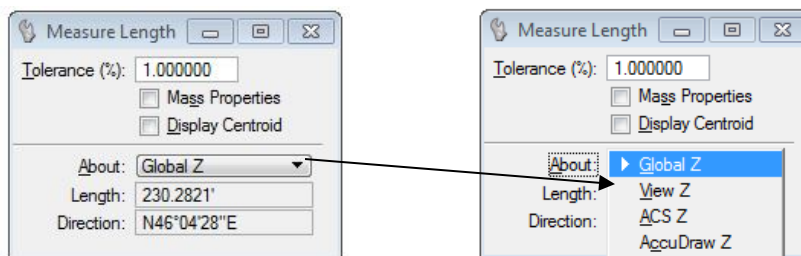 Measure Length
Tolerance (%): 1.000000
Mass Properties
Display Centroid
About: Global Z
Length: 230.2821'
Direction: N46°04'28"E
Measure Length
Tolerance (%): 1.000000
Mass Properties
Display Centroid
About: Global Z
Length: View Z
Direction: ACS Z
AccuDraw Z